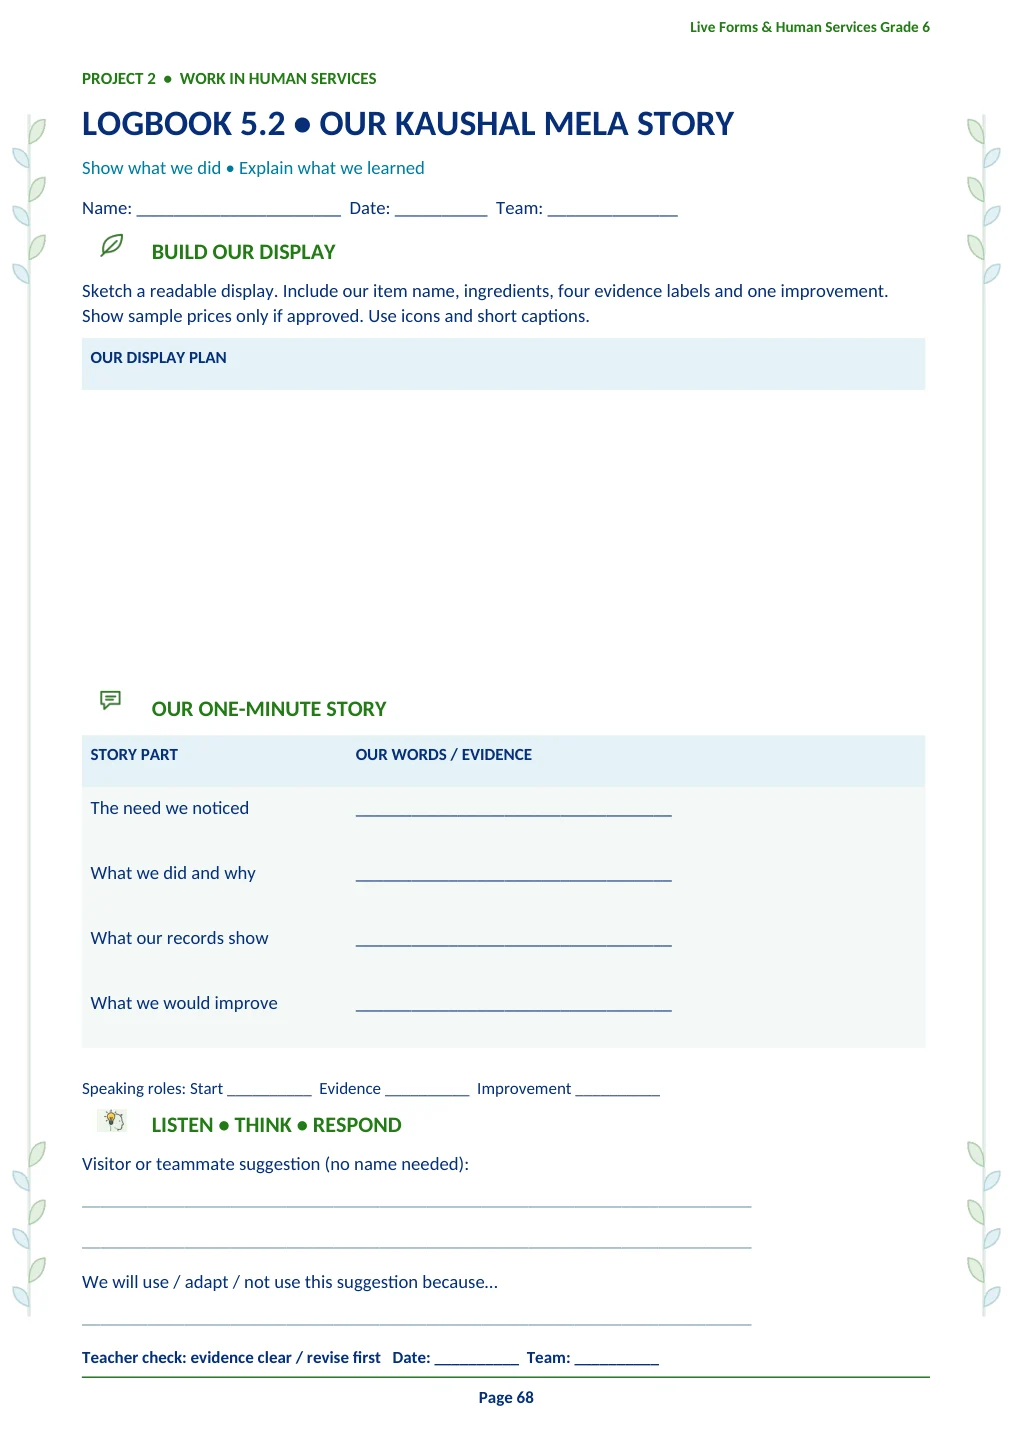 Live Forms & Human Services Grade 6
PROJECT 2 ● WORK IN HUMAN SERVICES
LOGBOOK 5.2 ● OUR KAUSHAL MELA STORY
Show what we did • Explain what we learned
Name: ______________________ Date: __________ Team: ______________
BUILD OUR DISPLAY
Sketch a readable display. Include our item name, ingredients, four evidence labels and one improvement.
Show sample prices only if approved. Use icons and short captions.
OUR DISPLAY PLAN
OUR ONE-MINUTE STORY
STORY PART OUR WORDS / EVIDENCE
The need we noticed __________________________________
What we did and why __________________________________
What our records show __________________________________
What we would improve __________________________________
Speaking roles: Start __________ Evidence __________ Improvement __________
LISTEN ● THINK ● RESPOND
Visitor or teammate suggestion (no name needed):
________________________________________________________________________
________________________________________________________________________
We will use / adapt / not use this suggestion because...
________________________________________________________________________
Teacher check: evidence clear / revise first Date: __________ Team: __________
Page 68